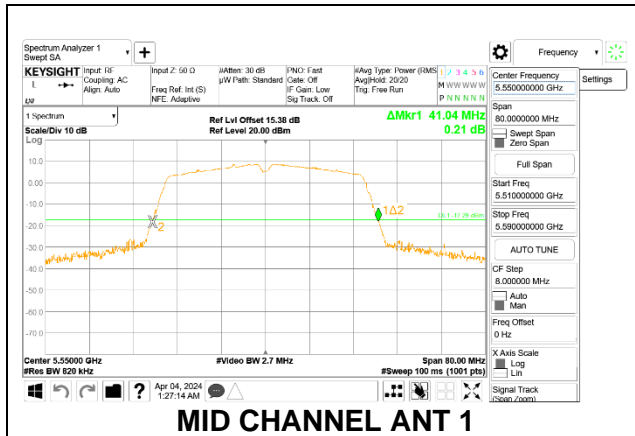 Spectrum Analyzer 1
Swept SA
+
Frequency
KEYSIGHT
Input: RF
Coupling: AC
Align: Auto
Input Z: 50 Ω
Freq Ref: Int (S)
NFE: Adaptive
#Atten: 30 dB
µW Path: Standard
PNO: Fast
Gate: Off
IF Gain: Low
Sig Track: Off
#Avg Type: Power (RMS
Avg|Hold: 20/20
Trig: Free Run
1 2 3 4 5 6
M W W W W W
P N N N N N
L
Center Frequency
5.550000000 GHz
Settings
Span
80.0000000 MHz
Swept Span
Zero Span
Full Span
Start Freq
5.510000000 GHz
Stop Freq
5.590000000 GHz
AUTO TUNE
CF Step
8.000000 MHz
Auto
Man
Freq Offset
0 Hz
X Axis Scale
Log
Lin
Signal Track
(Span Zoom)
1 Spectrum
Scale/Div 10 dB
Ref Lvl Offset 15.38 dB
Ref Level 20.00 dBm
ΔMkr1 41.04 MHz
0.21 dB
Log
10.0
0.00
-10.0
-20.0
-30.0
-40.0
-50.0
-60.0
-70.0
2
1Δ2
Center 5.55000 GHz
#Res BW 820 kHz
#Video BW 2.7 MHz
Span 80.00 MHz
#Sweep 100 ms (1001 pts)
?
Apr 04, 2024
1:27:14 AM
MID CHANNEL ANT 1